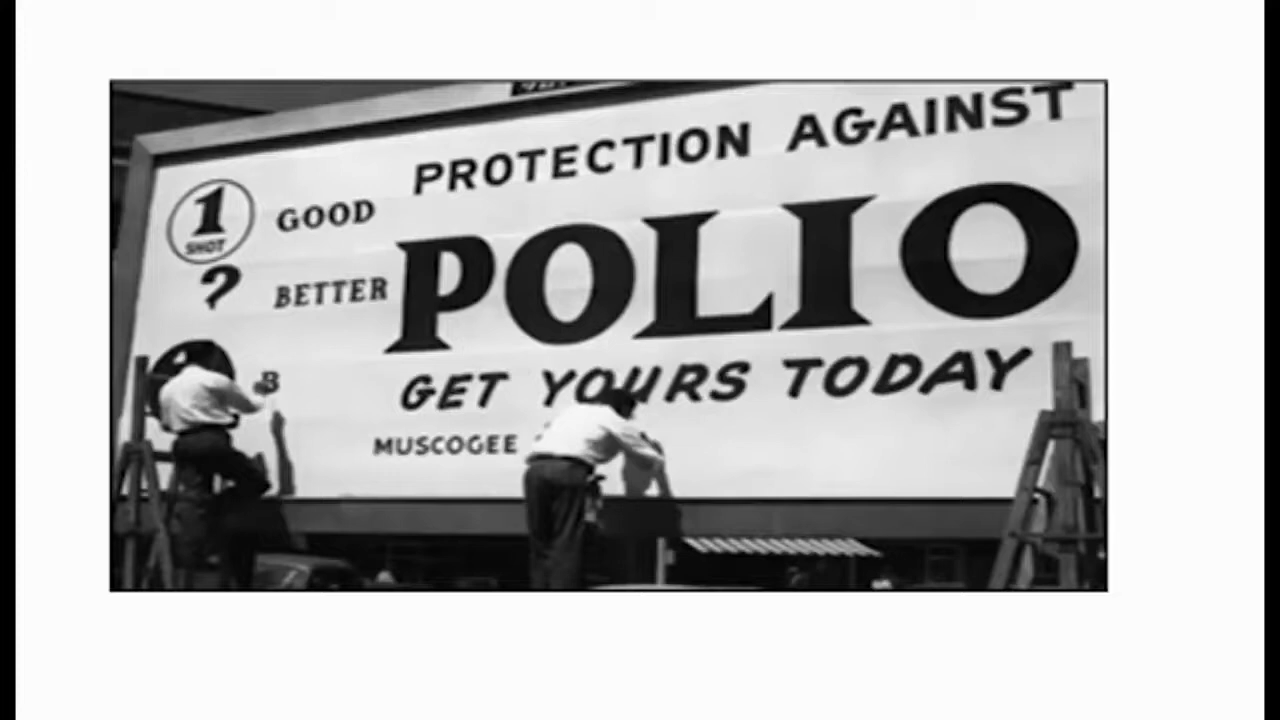 PROTECTION AGAINST
1
SHOT
GOOD
POLIO
?
BETTER
B
GET YOURS TODAY
MUSCOGEE